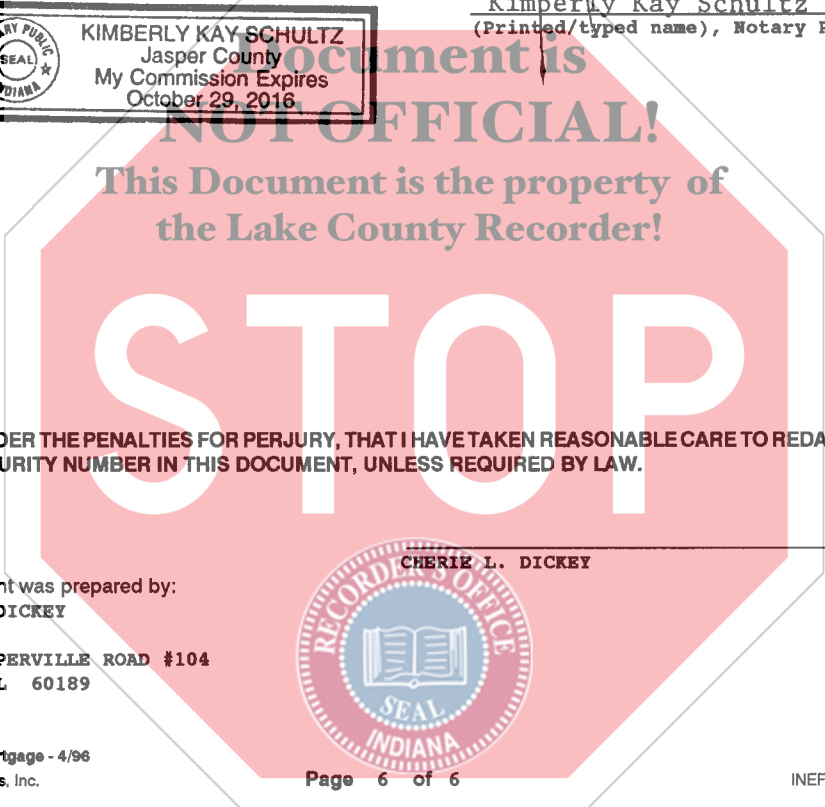 Kimberly Kay Schultz
(Printed/typed name), Notary P
ARY PUBLIC
SEAL
INDIANA
KIMBERLY KAY SCHULTZ
Jasper County
My Commission Expires
October 29, 2016
Document is
NOT OFFICIAL!
This Document is the property of
the Lake County Recorder!
STOP
DER THE PENALTIES FOR PERJURY, THAT I HAVE TAKEN REASONABLE CARE TO REDA
URITY NUMBER IN THIS DOCUMENT, UNLESS REQUIRED BY LAW.
CHERIE L. DICKEY
nt was prepared by:
DICKEY
PERVILLE ROAD #104
L 60189
RECORDER'S OFFICE
SEAL
INDIANA
rtgage - 4/96
s, Inc.
Page 6 of 6
INEF